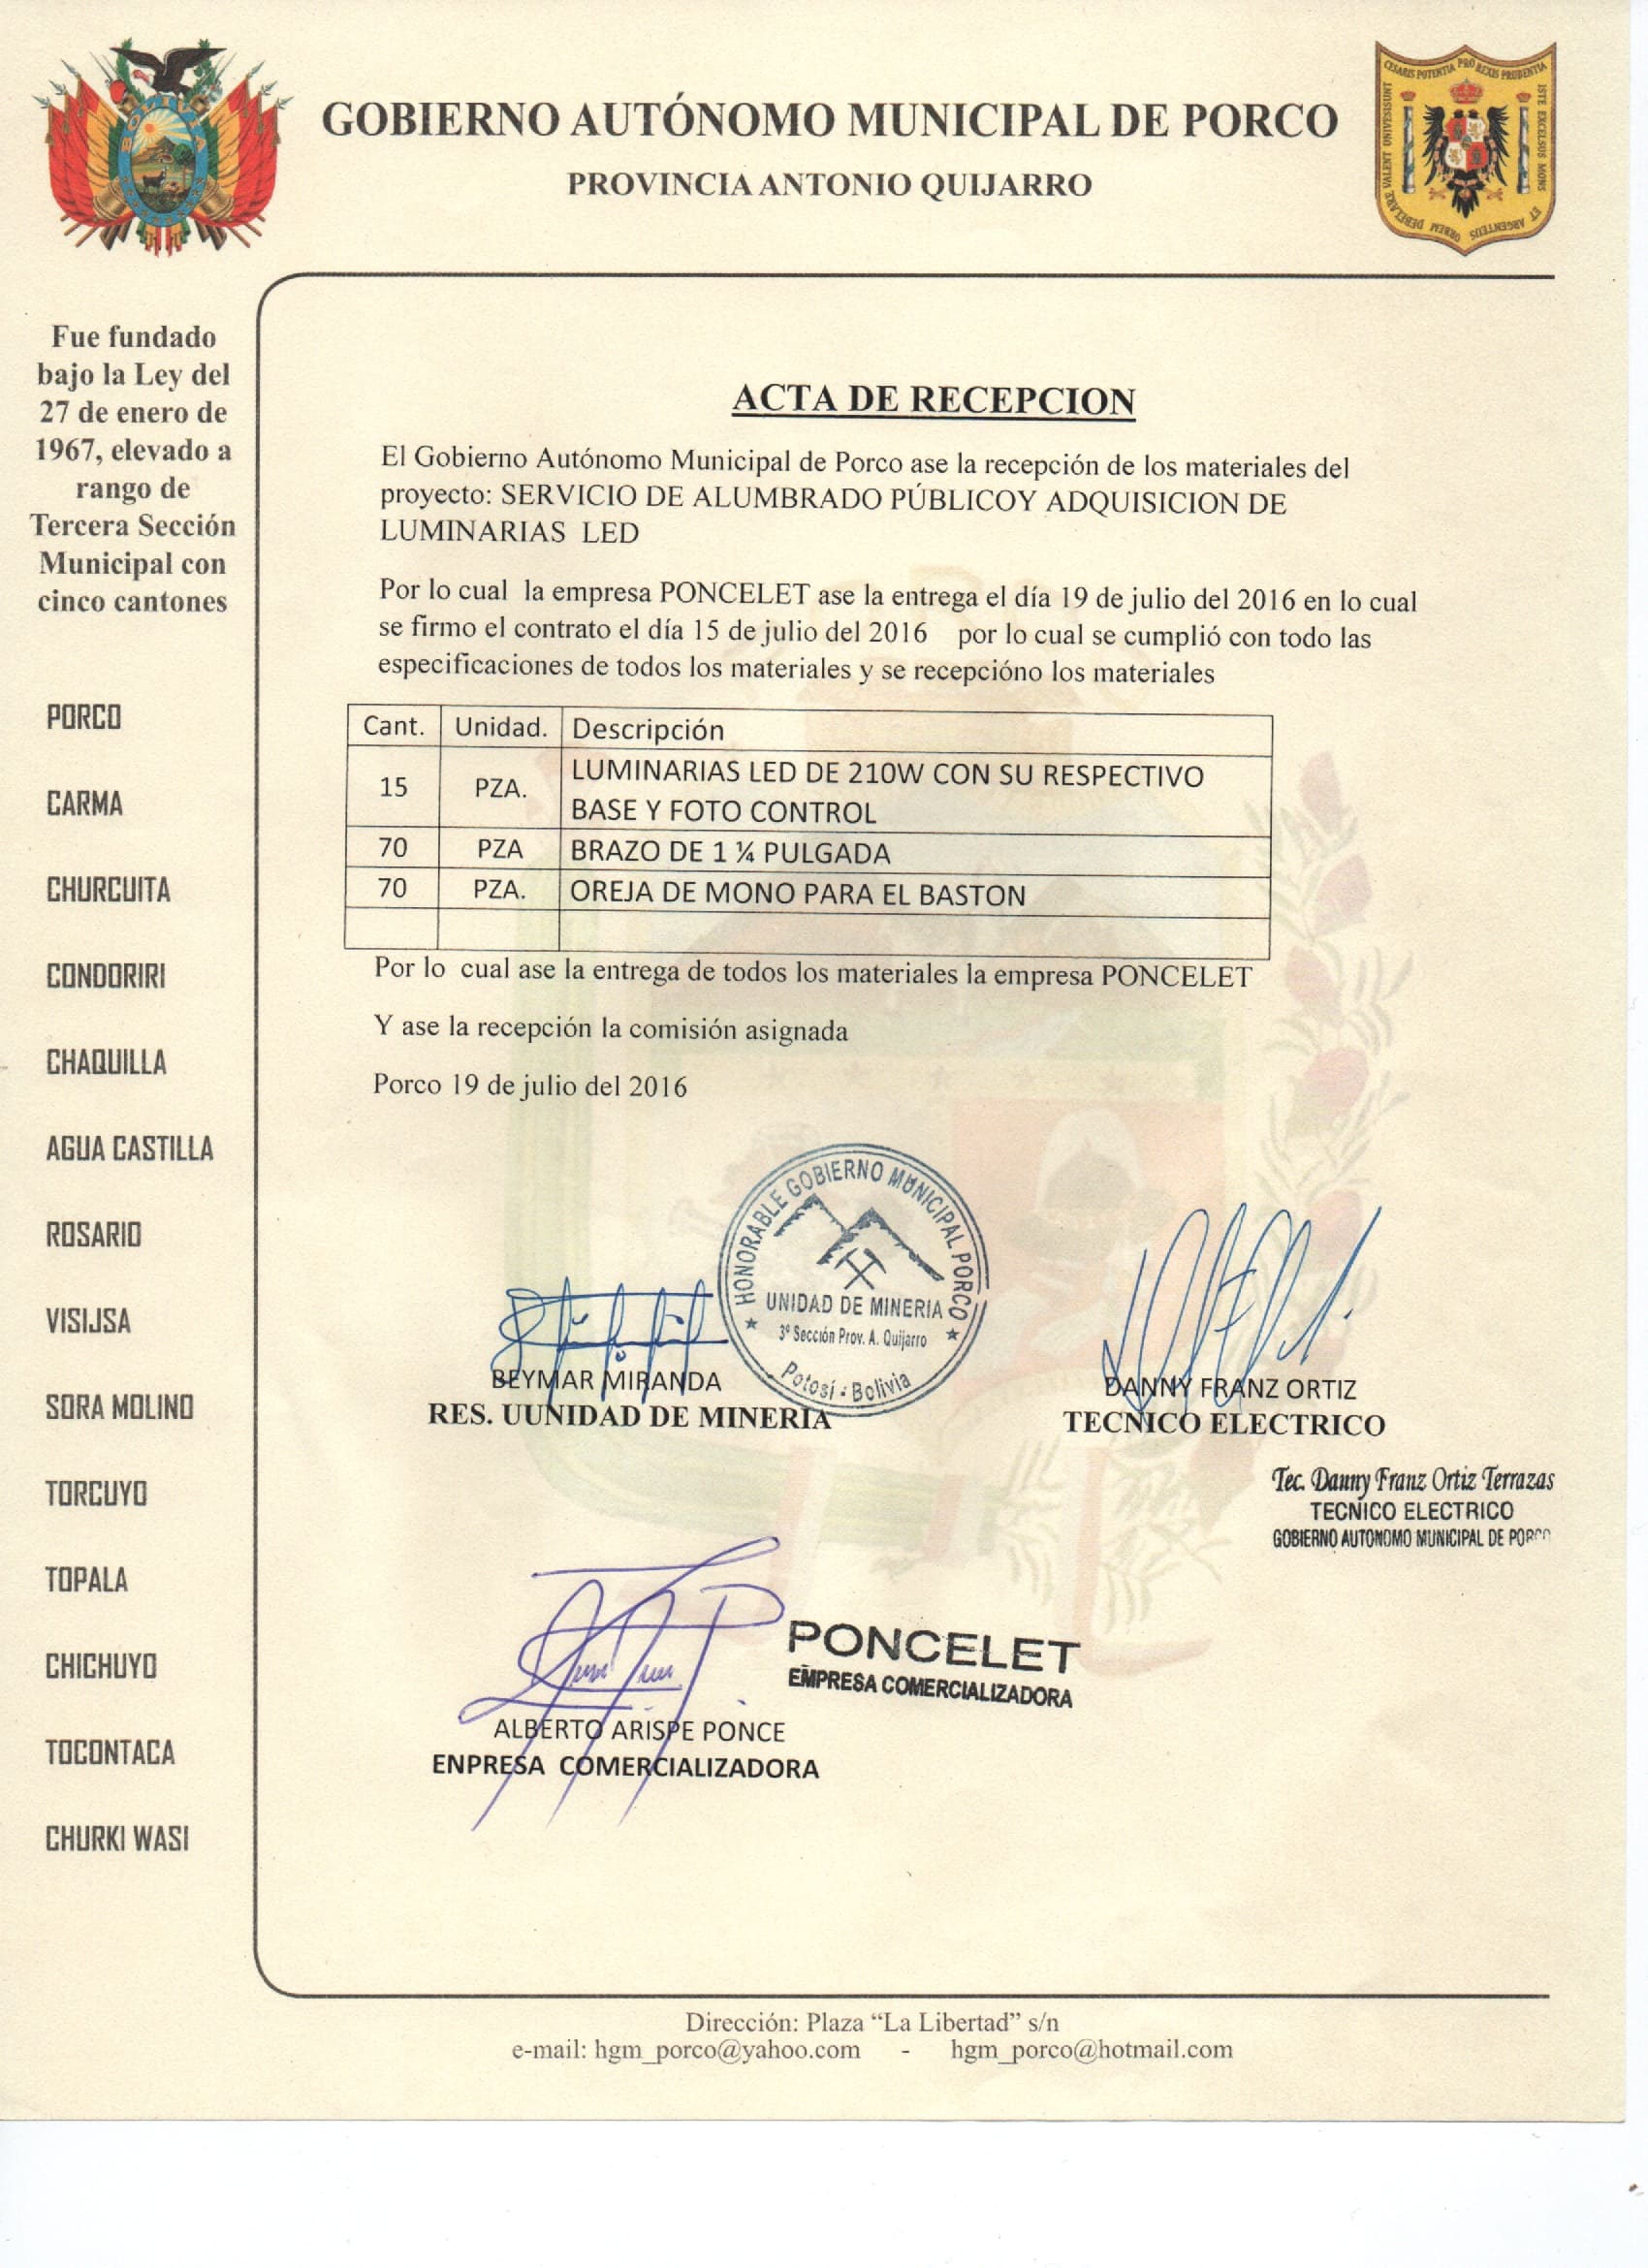 GOBIERNO AUTÓNOMO MUNICIPAL DE PORCO
PROVINCIA ANTONIO QUIJARRO
BOLIVIA
CESARIS POTENTIA PRO REXIS PRUDENTIA
ISTE EXCELSUS MONS
ET ARGENTEUS
ORBEM DEBELARE VALENT UNIVESISUNT
Fue fundado
bajo la Ley del
27 de enero de
1967, elevado a
rango de
Tercera Sección
Municipal con
cinco cantones
PORCO
CARMA
CHURCUITA
CONDORIRI
CHAQUILLA
AGUA CASTILLA
ROSARIO
VISIJSA
SORA MOLINO
TORCUYO
TOPALA
CHICHUYO
TOCONTACA
CHURKI WASI
ACTA DE RECEPCION
El Gobierno Autónomo Municipal de Porco ase la recepción de los materiales del
proyecto: SERVICIO DE ALUMBRADO PÚBLICOY ADQUISICION DE
LUMINARIAS LED
Por lo cual la empresa PONCELET ase la entrega el día 19 de julio del 2016 en lo cual
se firmo el contrato el día 15 de julio del 2016 por lo cual se cumplió con todo las
especificaciones de todos los materiales y se recepcióno los materiales
Cant. Unidad. Descripción
15 PZA. LUMINARIAS LED DE 210W CON SU RESPECTIVO
BASE Y FOTO CONTROL
70 PZA BRAZO DE 1 ¼ PULGADA
70 PZA. OREJA DE MONO PARA EL BASTON
Por lo cual ase la entrega de todos los materiales la empresa PONCELET
Y ase la recepción la comisión asignada
Porco 19 de julio del 2016
HONORABLE GOBIERNO MUNICIPAL PORCO
UNIDAD DE MINERIA
3º Sección Prov. A. Quijarro
Potosí - Bolivia
BEYMAR MIRANDA
RES. UUNIDAD DE MINERIA
DANNY FRANZ ORTIZ
TECNICO ELECTRICO
Tec. Danny Franz Ortiz Terrazas
TECNICO ELECTRICO
GOBIERNO AUTONOMO MUNICIPAL DE PORCO
PONCELET
EMPRESA COMERCIALIZADORA
ALBERTO ARISPE PONCE
ENPRESA COMERCIALIZADORA
Dirección: Plaza “La Libertad” s/n
e-mail: hgm_porco@yahoo.com - hgm_porco@hotmail.com